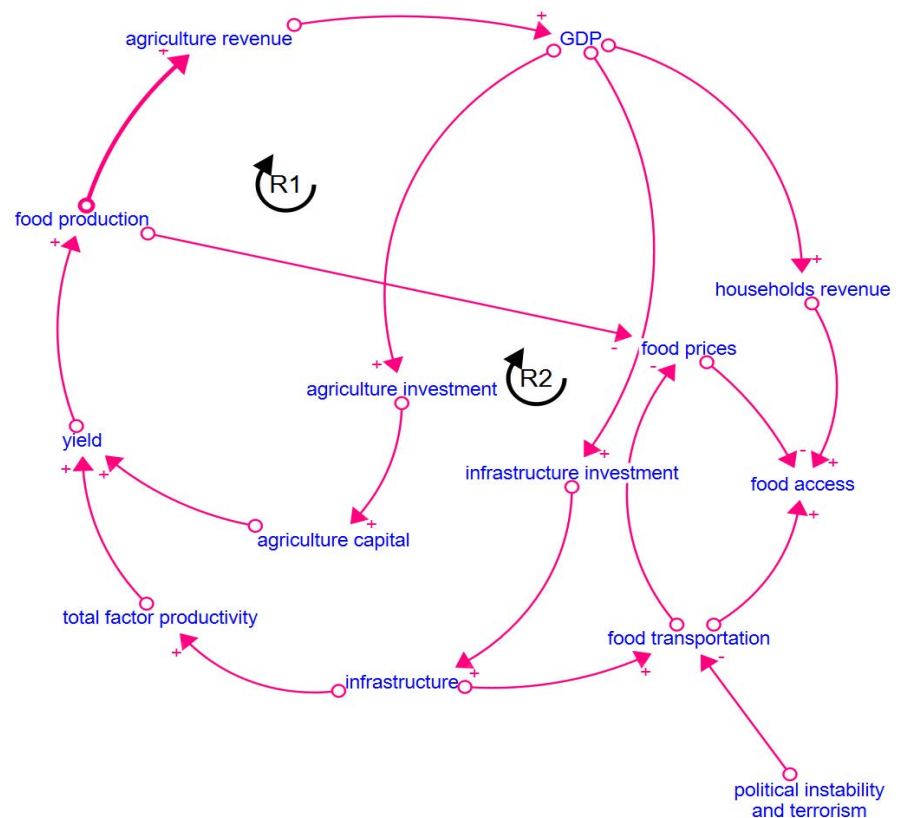 agriculture revenue
+
+
GDP
R1
food production
+
-
households revenue
+
food prices
-
-
agriculture investment
+
R2
yield
+
+
infrastructure investment
+
food access
-
+
+
agriculture capital
+
total factor productivity
+
infrastructure
+
food transportation
+
-
political instability
and terrorism